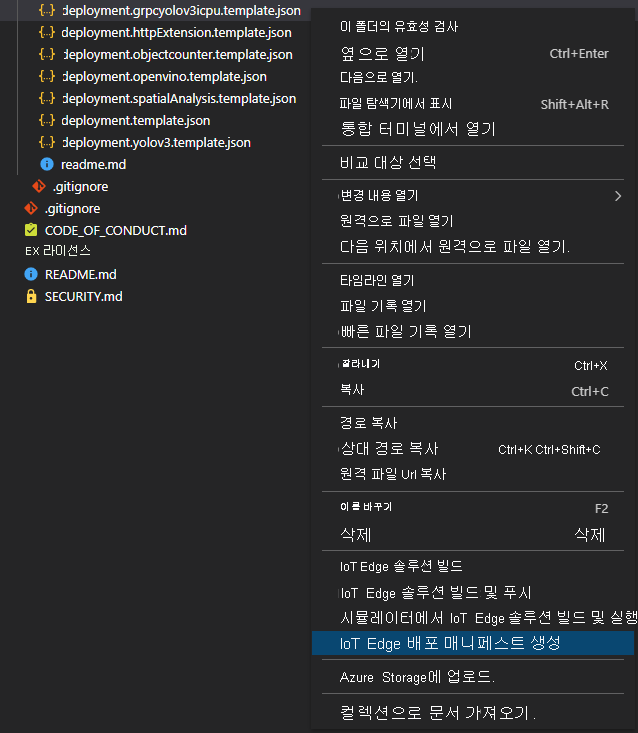 {..} deployment.grpcyolov3icpu.template.json
{..} deployment.httpExtension.template.json
{..} deployment.objectcounter.template.json
{..} deployment.openvino.template.json
{..} deployment.spatialAnalysis.template.json
{..} deployment.template.json
{..} deployment.yolov3.template.json
readme.md
.gitignore
.gitignore
CODE_OF_CONDUCT.md
EX 라이선스
README.md
SECURITY.md
이 폴더의 유효성 검사
옆으로 열기 Ctrl+Enter
다음으로 열기.
파일 탐색기에서 표시 Shift+Alt+R
통합 터미널에서 열기
비교 대상 선택
변경 내용 열기
원격으로 파일 열기
다음 위치에서 원격으로 파일 열기.
타임라인 열기
파일 기록 열기
빠른 파일 기록 열기
잘라내기 Ctrl+X
복사 Ctrl+C
경로 복사
상대 경로 복사 Ctrl+K Ctrl+Shift+C
원격 파일 Url 복사
이름 바꾸기 F2
삭제 삭제
IoT Edge 솔루션 빌드
IoT Edge 솔루션 빌드 및 푸시
시뮬레이터에서 IoT Edge 솔루션 빌드 및 실행
IoT Edge 배포 매니페스트 생성
Azure Storage에 업로드.
컬렉션으로 문서 가져오기.